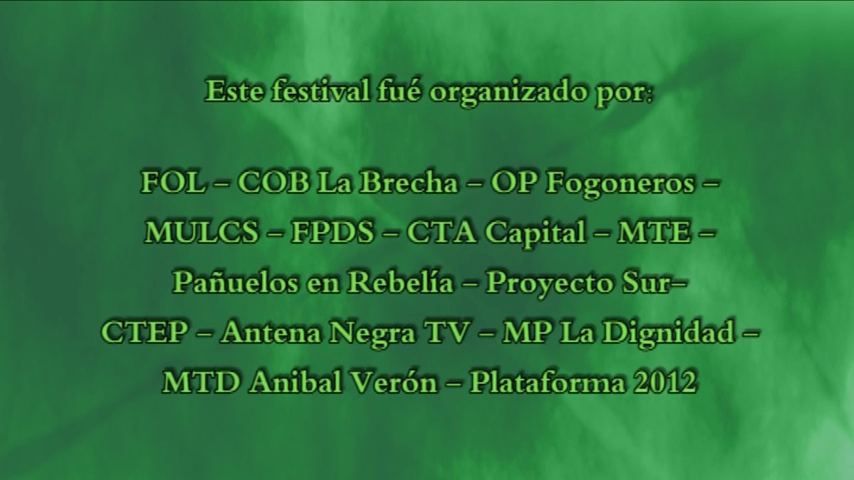 Este festival fué organizado por:
FOL – COB La Brecha – OP Fogoneros –
MULCS – FPDS – CTA Capital – MTE –
Pañuelos en Rebelía – Proyecto Sur–
CTEP – Antena Negra TV – MP La Dignidad –
MTD Anibal Verón – Plataforma 2012